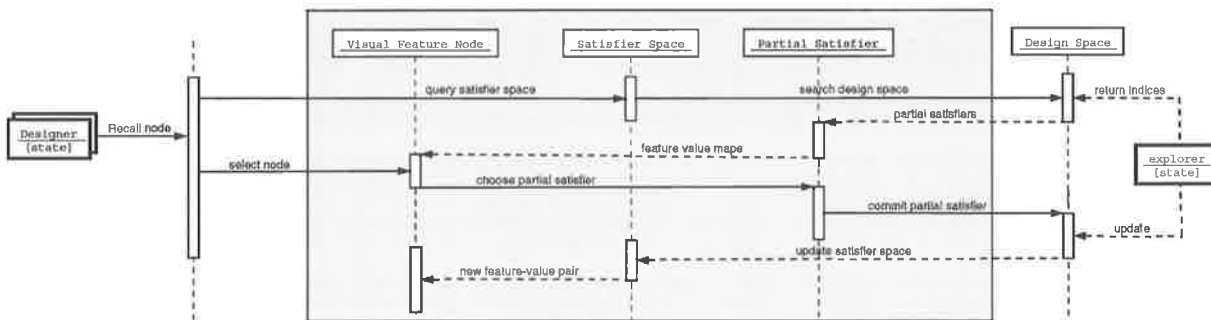 Visual Feature Node
Satisfier Space
Partial Satisfier
Design Space
query satisfier space
search design space
return indices
partial satisfiers
Designer
[state]
Recall node
feature value maps
select node
choose partial satisfier
explorer
[state]
commit partial satisfier
update
update satisfier space
new feature-value pair